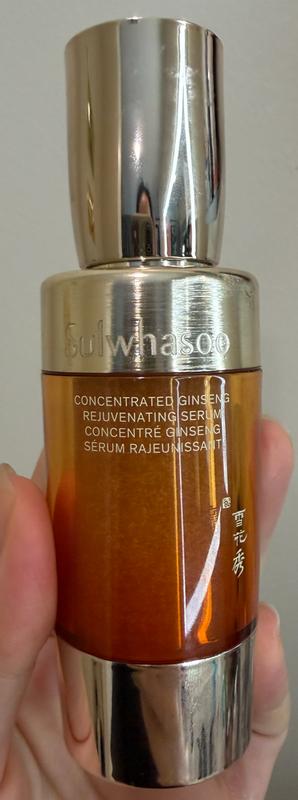 Sulwhasoo
CONCENTRATED GINSENG
REJUVENATING SERUM
CONCENTRÉ GINSENG
SÉRUM RAJEUNISSANT
雪花秀